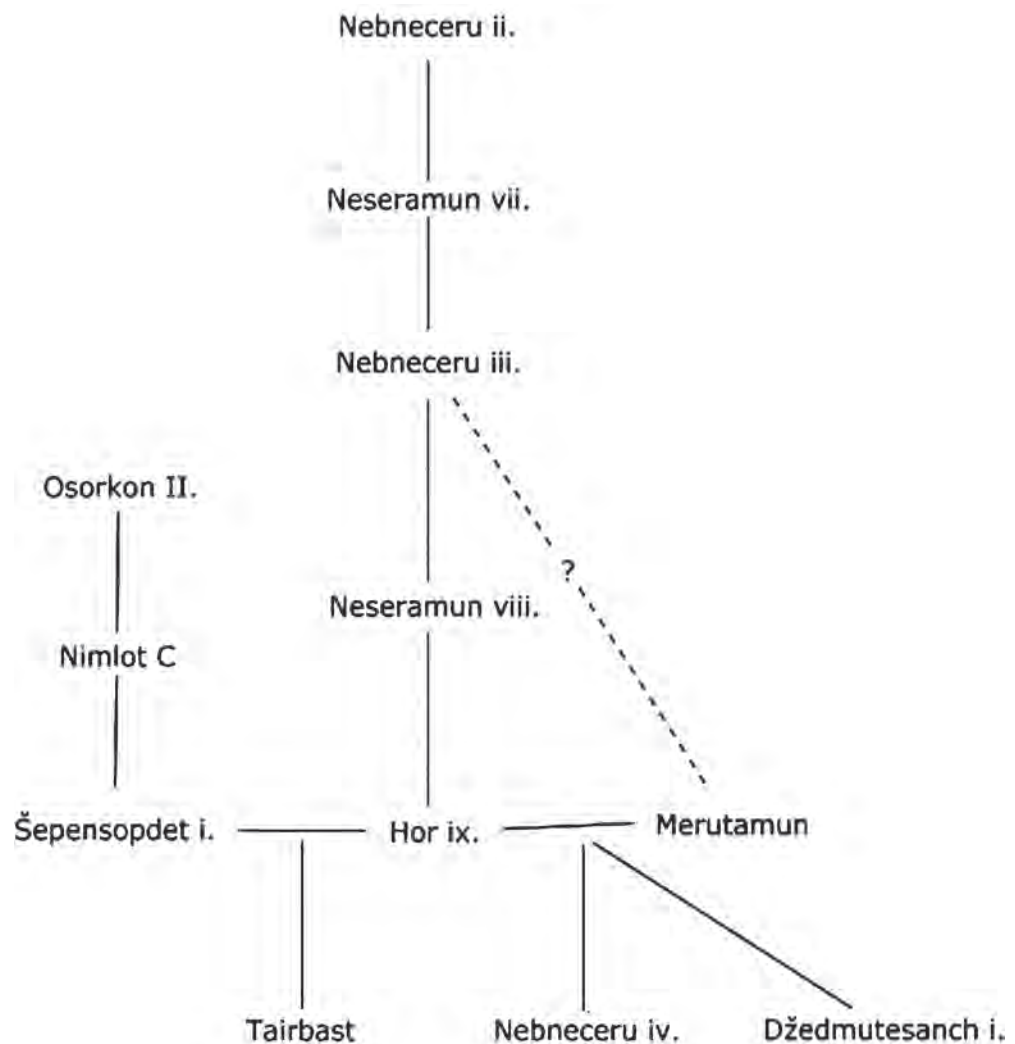 Nebneceru ii.
Neseramun vii.
Nebneceru iii.
Osorkon II.
?
Neseramun viii.
Nimlot C
Šepensopdet i.
Hor ix.
Merutamun
Tairbast
Nebneceru iv.
Džedmutesanch i.